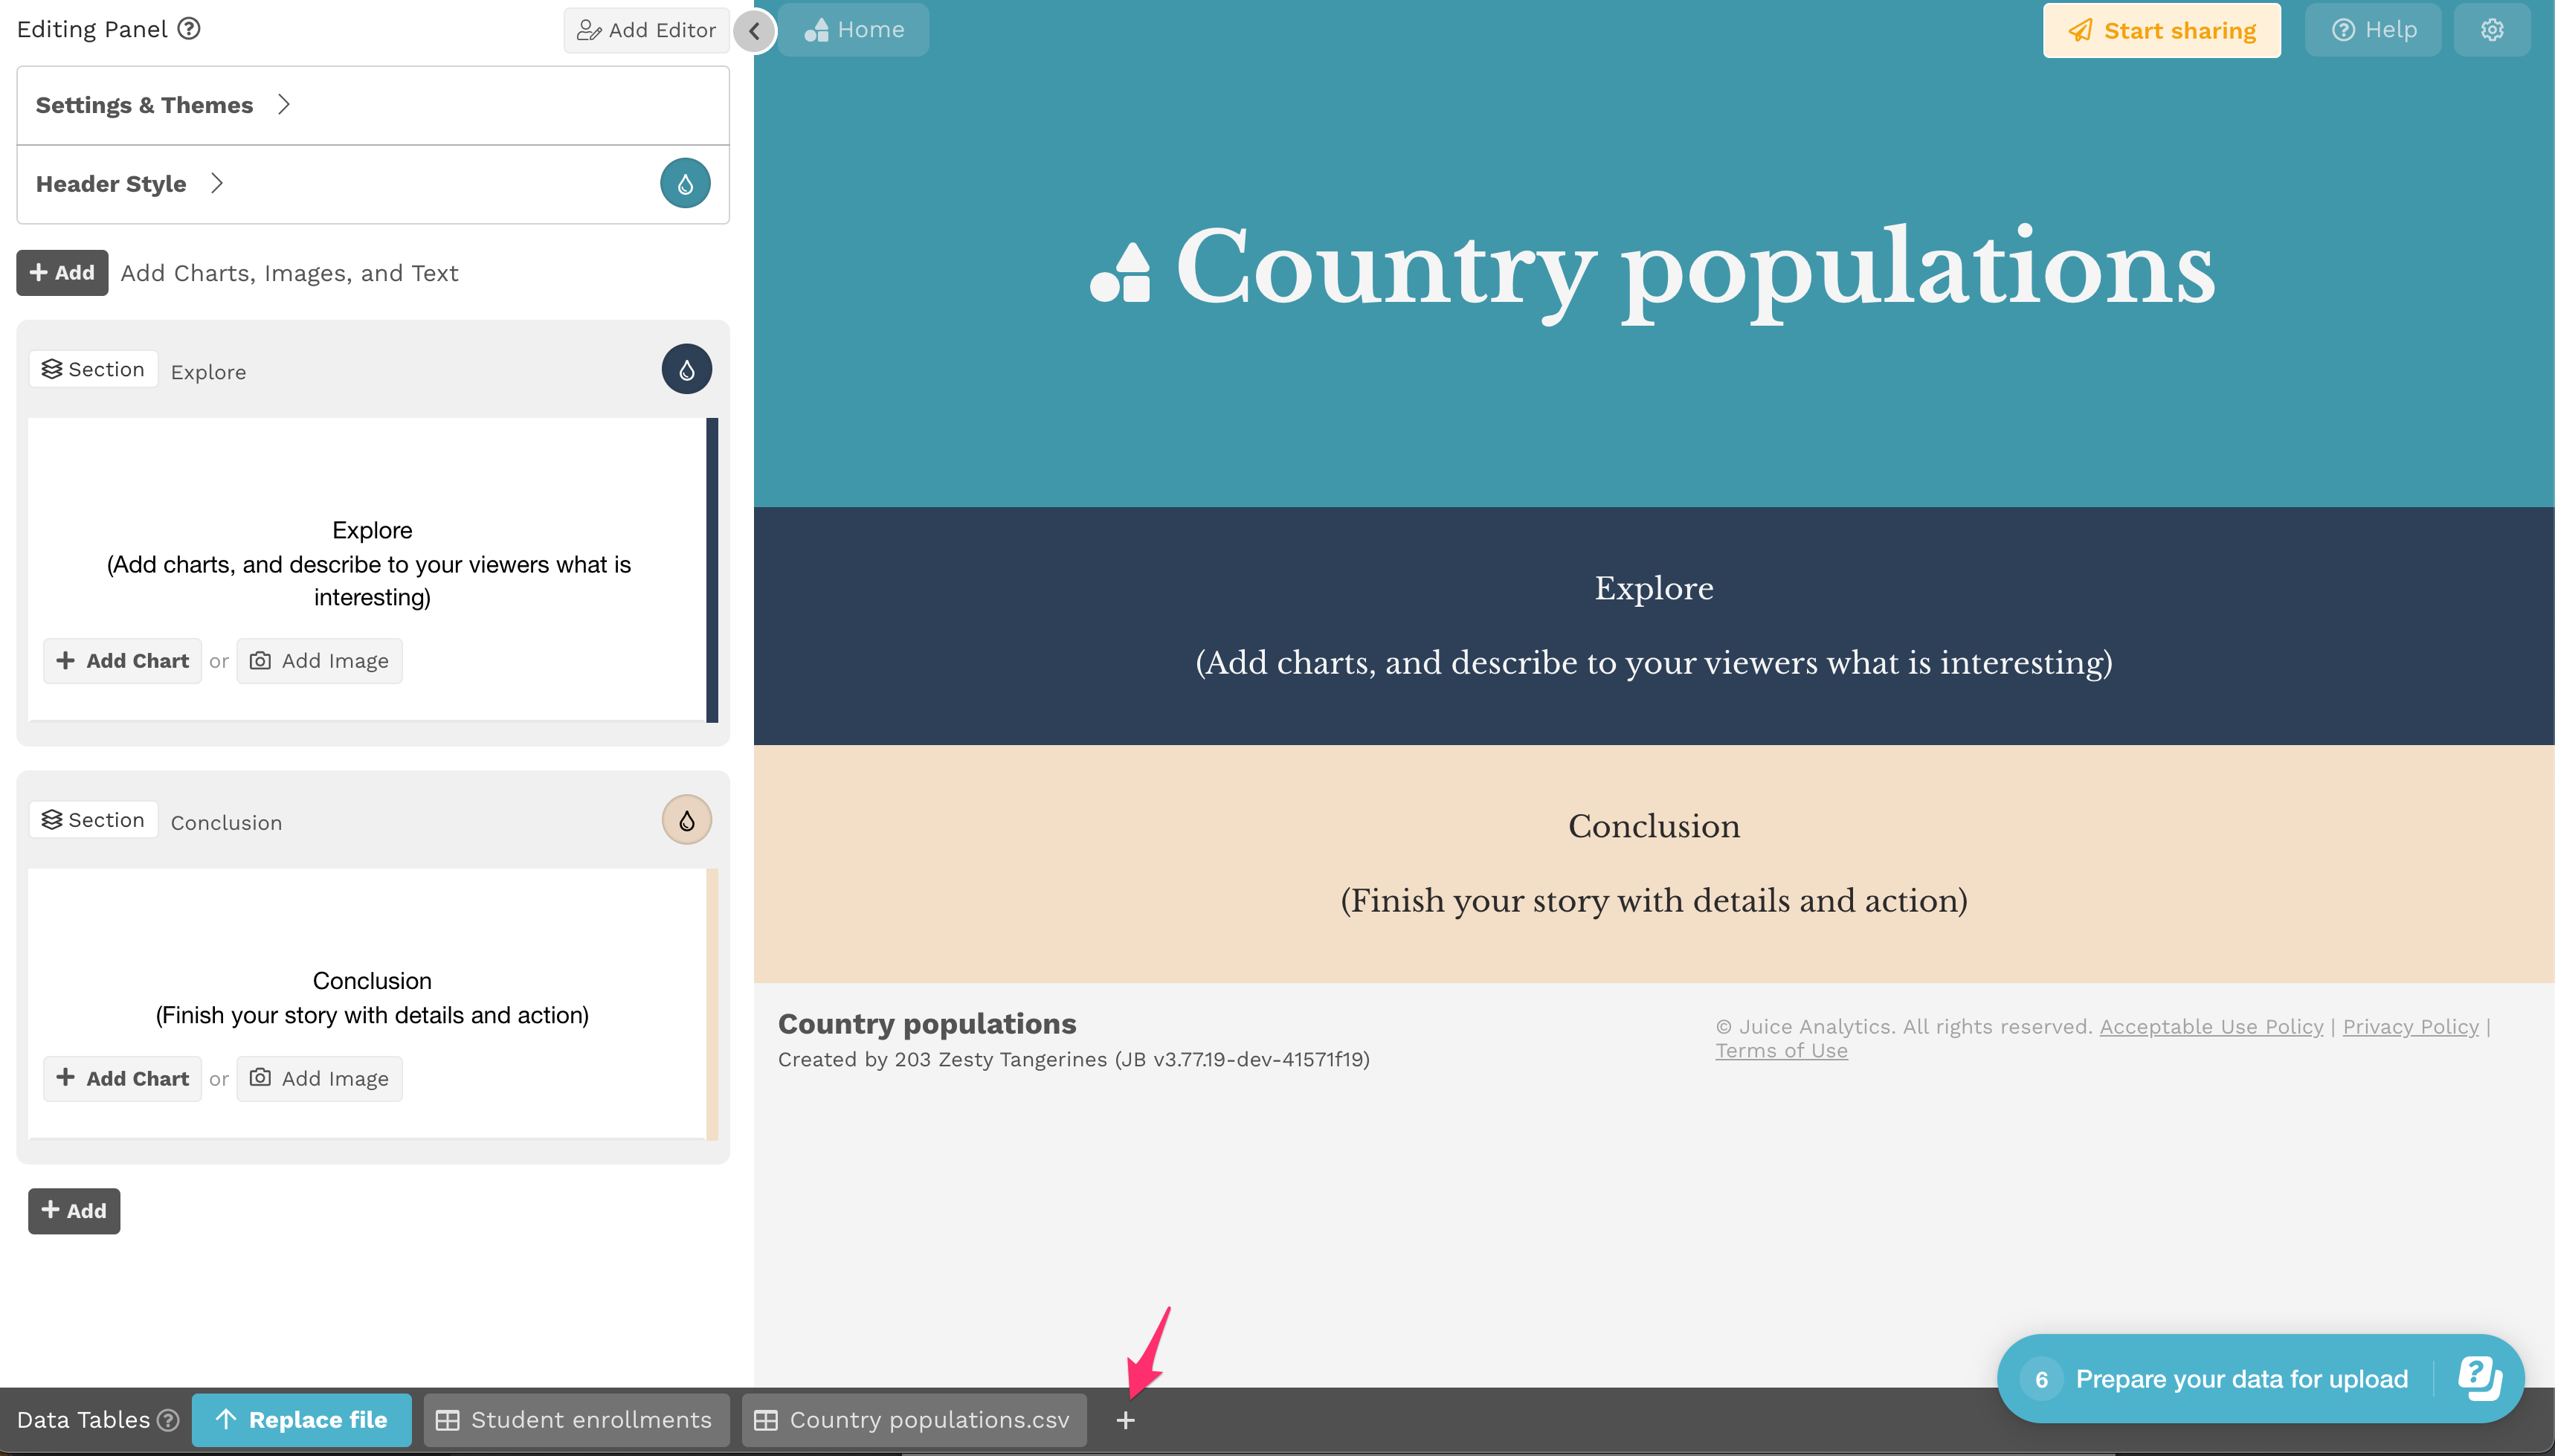 Editing Panel
Add Editor
Home
Start sharing
Help
Settings & Themes
Header Style
+ Add
Add Charts, Images, and Text
Country populations
Section
Explore
Explore
(Add charts, and describe to your viewers what is
interesting)
+ Add Chart or Add Image
Explore
(Add charts, and describe to your viewers what is interesting)
Section
Conclusion
Conclusion
(Finish your story with details and action)
+ Add Chart or Add Image
Conclusion
(Finish your story with details and action)
Country populations
Created by 203 Zesty Tangerines (JB v3.77.19-dev-41571f19)
© Juice Analytics. All rights reserved. Acceptable Use Policy | Privacy Policy |
Terms of Use
+ Add
Data Tables
Replace file
Student enrollments
Country populations.csv
+
6 Prepare your data for upload